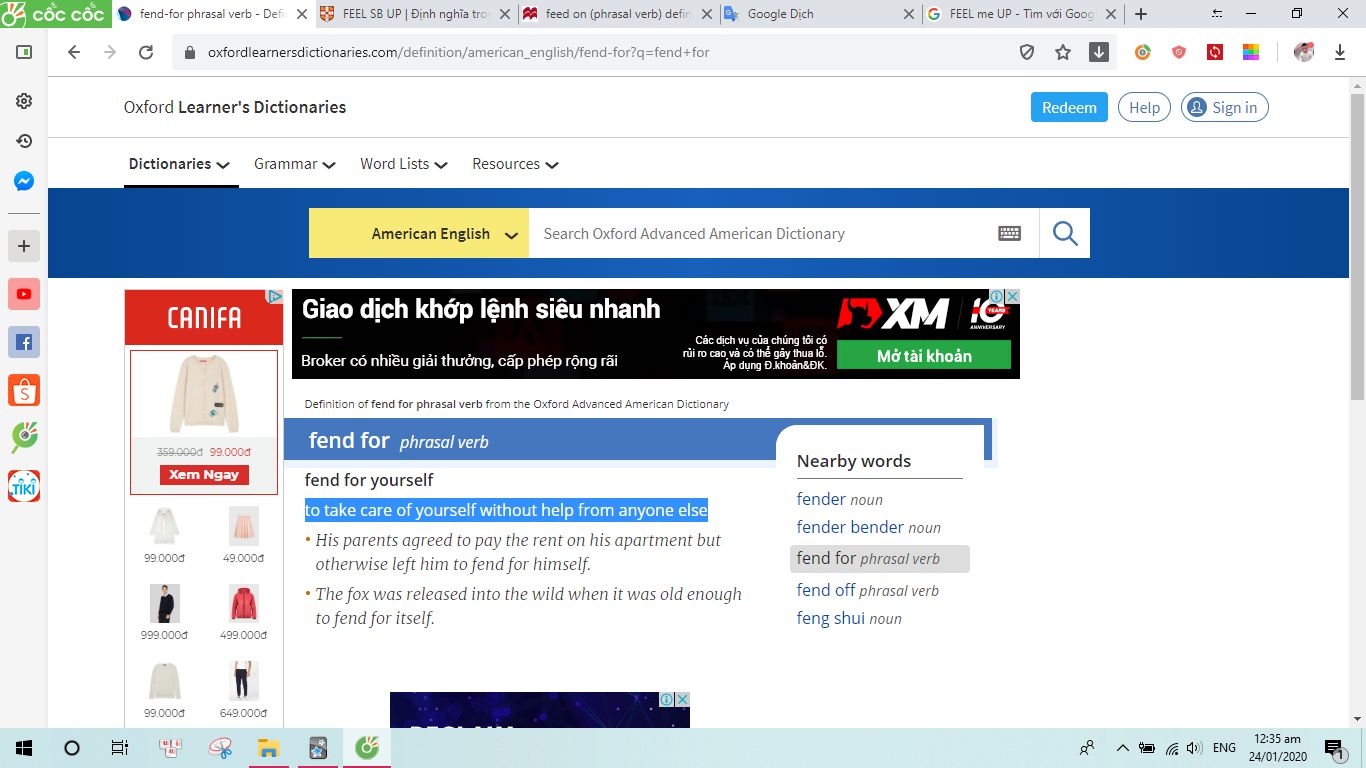 cốc cốc
fend-for phrasal verb - Defi
FEEL SB UP | Định nghĩa tron
feed on (phrasal verb) defin
Google Dịch
FEEL me UP - Tìm với Goog
oxfordlearnersdictionaries.com/definition/american_english/fend-for?q=fend+for
Oxford Learner's Dictionaries
Redeem
Help
Sign in
Dictionaries
Grammar
Word Lists
Resources
American English
Search Oxford Advanced American Dictionary
CANIFA
359.000đ 99.000đ
Xem Ngay
99.000đ 49.000đ
999.000đ 499.000đ
99.000đ 649.000đ
Giao dịch khớp lệnh siêu nhanh
Broker có nhiều giải thưởng, cấp phép rộng rãi
Các dịch vụ của chúng tôi có
rủi ro cao và có thể gây thua lỗ.
Áp dụng Đ.khoản&ĐK.
XM
10 YEARS
ANNIVERSARY
Mở tài khoản
Definition of fend for phrasal verb from the Oxford Advanced American Dictionary
fend for phrasal verb
fend for yourself
to take care of yourself without help from anyone else
• His parents agreed to pay the rent on his apartment but
otherwise left him to fend for himself.
• The fox was released into the wild when it was old enough
to fend for itself.
Nearby words
fender noun
fender bender noun
fend for phrasal verb
fend off phrasal verb
feng shui noun
TIKI
ENG
12:35 am
24/01/2020
1